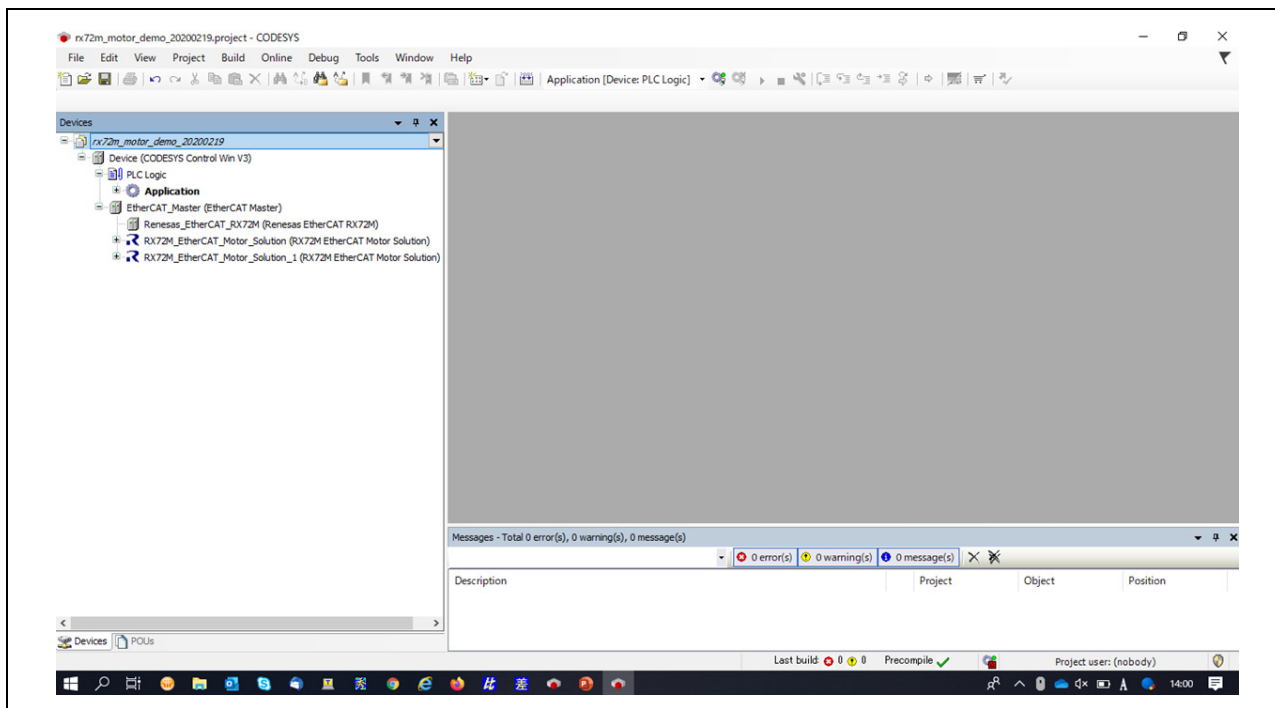 rx72m_motor_demo_20200219.project - CODESYS
File Edit View Project Build Online Debug Tools Window Help
Application [Device: PLC Logic]
Devices
rx72m_motor_demo_20200219
Device (CODESYS Control Win V3)
PLC Logic
Application
EtherCAT_Master (EtherCAT Master)
Renesas_EtherCAT_RX72M (Renesas EtherCAT RX72M)
RX72M_EtherCAT_Motor_Solution (RX72M EtherCAT Motor Solution)
RX72M_EtherCAT_Motor_Solution_1 (RX72M EtherCAT Motor Solution)
Messages - Total 0 error(s), 0 warning(s), 0 message(s)
0 error(s) 0 warning(s) 0 message(s)
Description Project Object Position
Devices POUs
Last build: 0 0 Precompile Project user: (nobody)
比 差 A 14:00